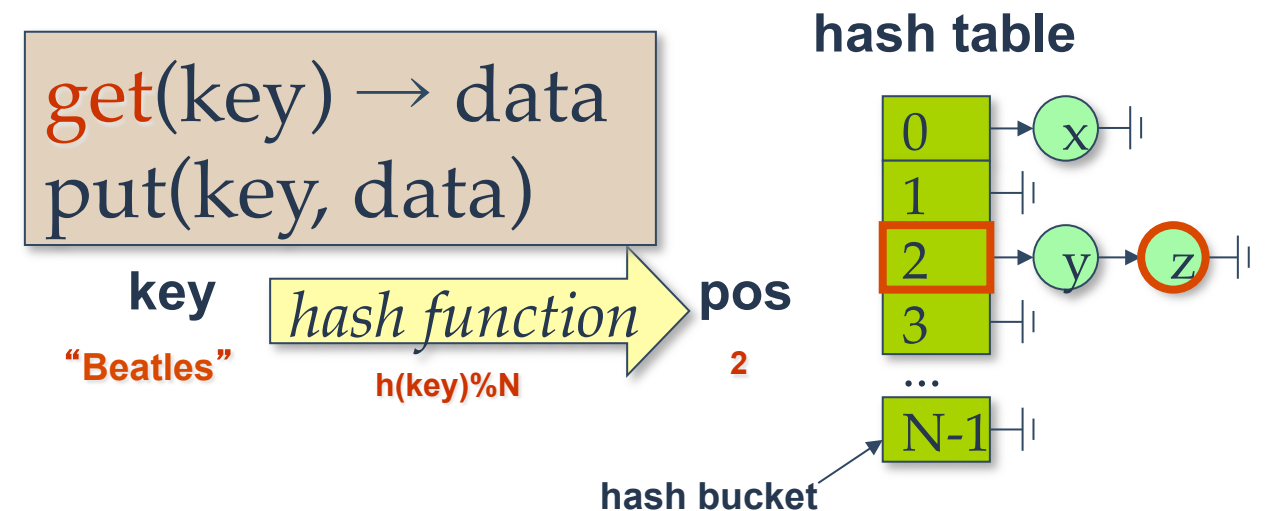 hash table
get(key) → data
put(key, data)
key
hash function
pos
“Beatles”
h(key)%N
2
0
x
1
2
y
z
3
...
N-1
hash bucket